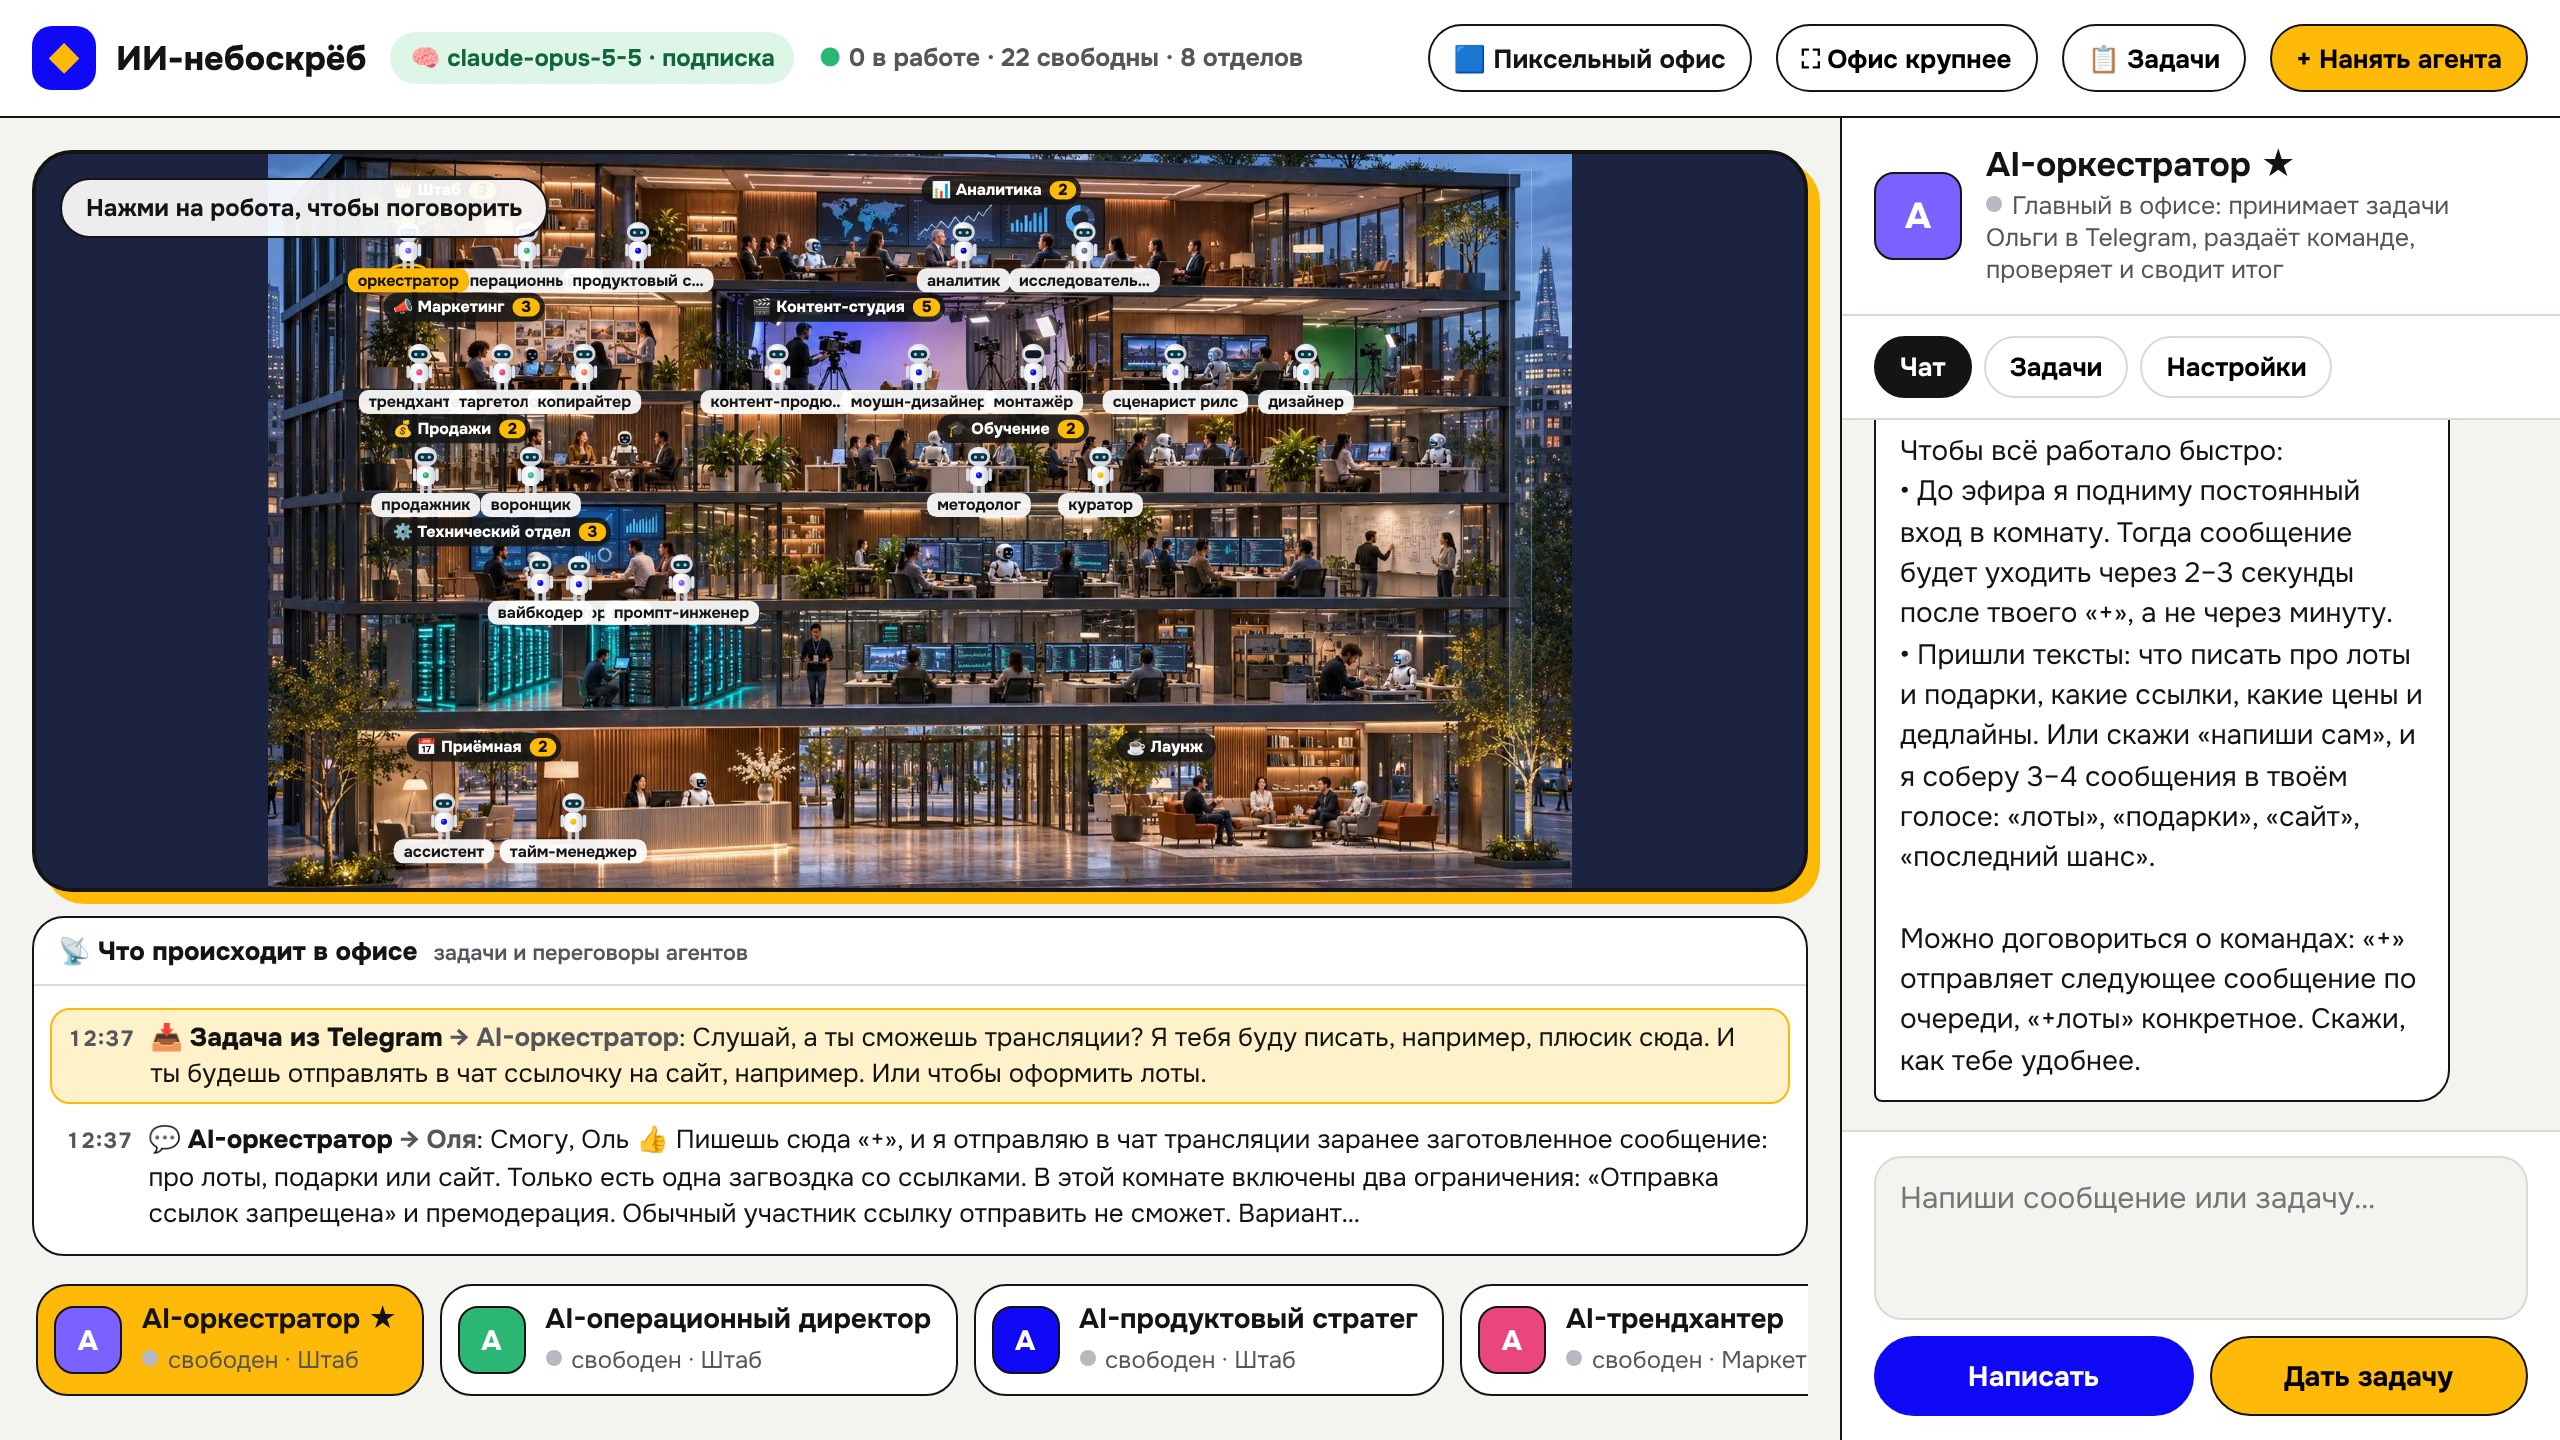 ИИ-небоскрёб
🧠 claude-opus-5-5 · подписка
0 в работе · 22 свободны · 8 отделов
🟦 Пиксельный офис
Офис крупнее
📋 Задачи
+ Нанять агента
Нажми на робота, чтобы поговорить
👑 Штаб 3
📊 Аналитика 2
оркестратор
перационнь
продуктовый с...
аналитик
исследователь...
📣 Маркетинг 3
🎬 Контент-студия 5
трендхант
таргетол
копирайтер
контент-продю..
моушн-дизайнер
монтажёр
сценарист рилс
дизайнер
💰 Продажи 2
🎓 Обучение 2
продажник
воронщик
методолог
куратор
⚙️ Технический отдел 3
вайбкодер
промпт-инженер
📅 Приёмная 2
☕ Лаунж
ассистент
тайм-менеджер
📡 Что происходит в офисе задачи и переговоры агентов
12:37 📥 Задача из Telegram → AI-оркестратор: Слушай, а ты сможешь трансляции? Я тебя буду писать, например, плюсик сюда. И
ты будешь отправлять в чат ссылочку на сайт, например. Или чтобы оформить лоты.
12:37 💬 AI-оркестратор → Оля: Смогу, Оль 👍 Пишешь сюда «+», и я отправляю в чат трансляции заранее заготовленное сообщение:
про лоты, подарки или сайт. Только есть одна загвоздка со ссылками. В этой комнате включены два ограничения: «Отправка
ссылок запрещена» и премодерация. Обычный участник ссылку отправить не сможет. Вариант...
A
AI-оркестратор ★
свободен · Штаб
A
AI-операционный директор
свободен · Штаб
A
AI-продуктовый стратег
свободен · Штаб
A
AI-трендхантер
свободен · Маркет
A
AI-оркестратор ★
Главный в офисе: принимает задачи
Ольги в Telegram, раздаёт команде,
проверяет и сводит итог
Чат
Задачи
Настройки
Чтобы всё работало быстро:
• До эфира я подниму постоянный
вход в комнату. Тогда сообщение
будет уходить через 2–3 секунды
после твоего «+», а не через минуту.
• Пришли тексты: что писать про лоты
и подарки, какие ссылки, какие цены и
дедлайны. Или скажи «напиши сам», и
я соберу 3–4 сообщения в твоём
голосе: «лоты», «подарки», «сайт»,
«последний шанс».
Можно договориться о командах: «+»
отправляет следующее сообщение по
очереди, «+лоты» конкретное. Скажи,
как тебе удобнее.
Напиши сообщение или задачу...
Написать
Дать задачу